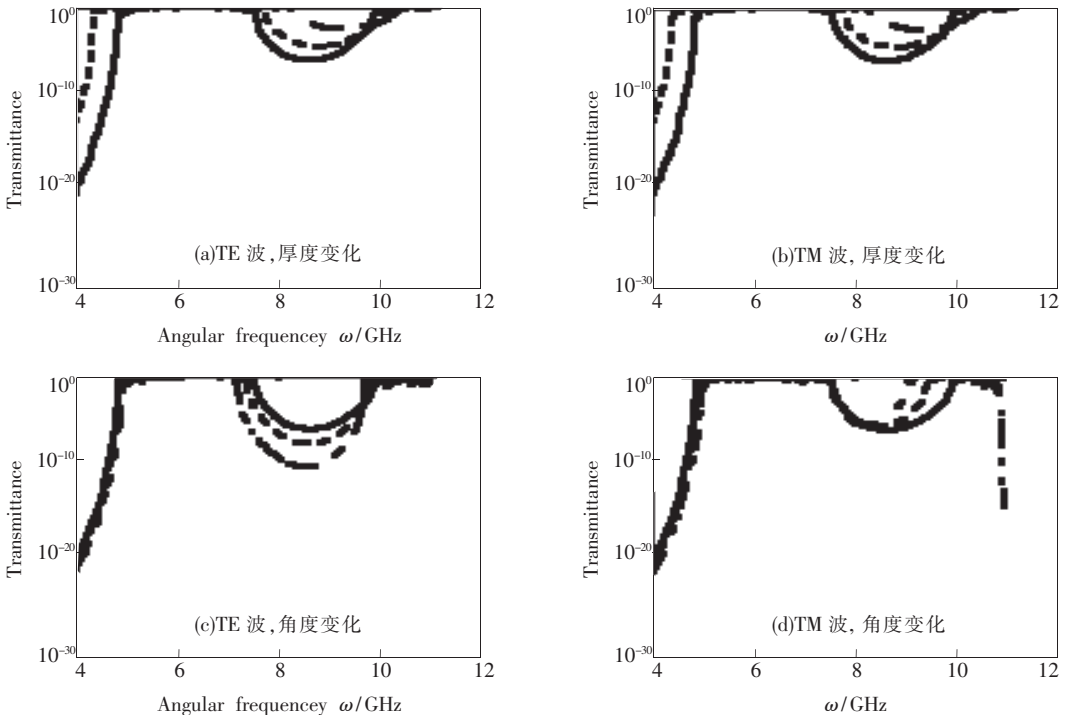 10^0
10^0
10^{-10}
10^{-10}
Transmittance
Transmittance
10^{-20}
10^{-20}
(a)TE 波,厚度变化
(b)TM 波, 厚度变化
10^{-30}
10^{-30}
4 6 8 10 12
4 6 8 10 12
Angular frequencey ω/GHz
ω/GHz
10^0
10^0
10^{-10}
10^{-10}
Transmittance
Transmittance
10^{-20}
10^{-20}
(c)TE 波,角度变化
(d)TM 波, 角度变化
10^{-30}
10^{-30}
4 6 8 10 12
4 6 8 10 12
Angular frequencey ω/GHz
ω/GHz